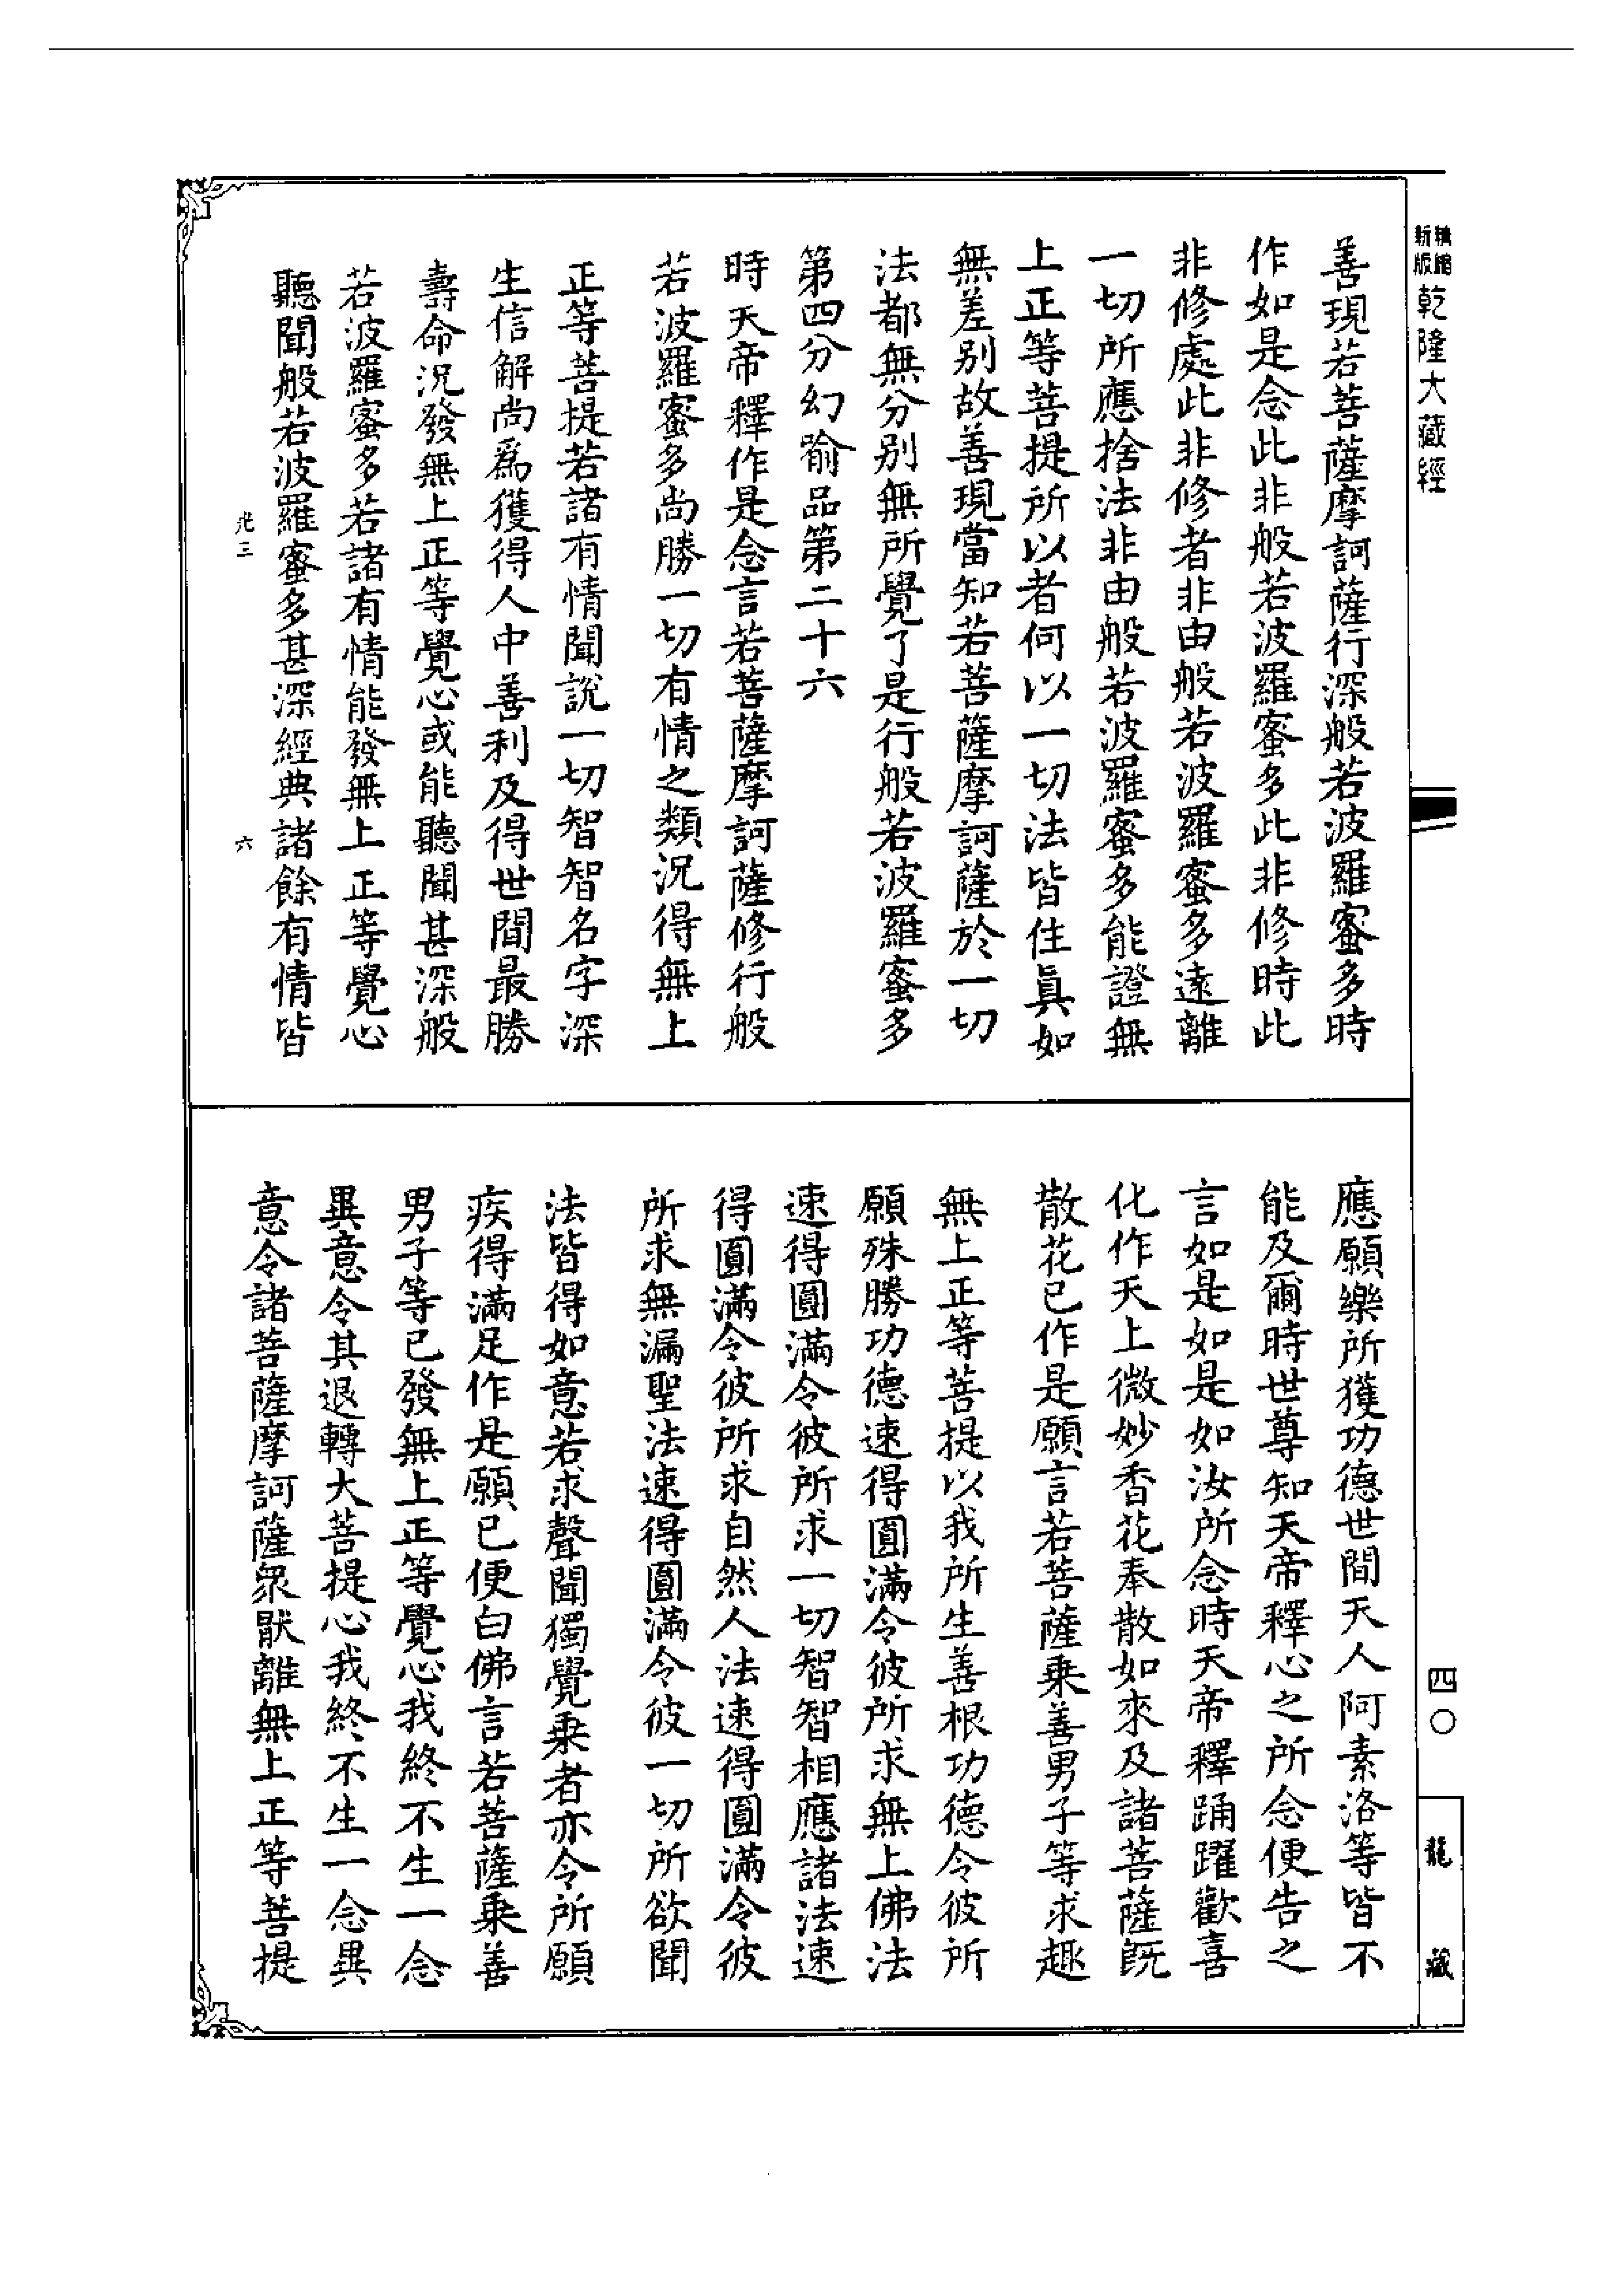 新版精縮乾隆大藏經
善現若菩薩摩訶薩行深般若波羅蜜多時
作如是念此非般若波羅蜜多此非修時此
非修處此非修者非由般若波羅蜜多遠離
一切所應捨法非由般若波羅蜜多能證無
上正等菩提所以者何以一切法皆住真如
無差別故善現當知若菩薩摩訶薩於一切
法都無分別無所覺了是行般若波羅蜜多
第四分幻喻品第二十六
時天帝釋作是念言若菩薩摩訶薩修行般
若波羅蜜多尚勝一切有情之類況得無上
正等菩提若諸有情聞說一切智智名字深
生信解尚爲獲得人中善利及得世間最勝
壽命況發無上正等覺心或能聽聞甚深般
若波羅蜜多若諸有情能發無上正等覺心
聽聞般若波羅蜜多甚深經典諸餘有情皆
光三
六
應願樂所獲功德世間天人阿素洛等皆不
能及爾時世尊知天帝釋心之所念便告之
言如是如是如汝所念時天帝釋踊躍歡喜
化作天上微妙香花奉散如來及諸菩薩既
散花已作是願言若菩薩乘善男子等求趣
無上正等菩提以我所生善根功德令彼所
願殊勝功德速得圓滿令彼所求無上佛法
速得圓滿令彼所求一切智智相應諸法速
得圓滿令彼所求自然人法速得圓滿令彼
所求無漏聖法速得圓滿令彼一切所欲聞
法皆得如意若求聲聞獨覺乘者亦令所願
疾得滿足作是願已便白佛言若菩薩乘善
男子等已發無上正等覺心我終不生一念
異意令其退轉大菩提心我終不生一念異
意令諸菩薩摩訶薩衆厭離無上正等菩提
四〇
龍藏